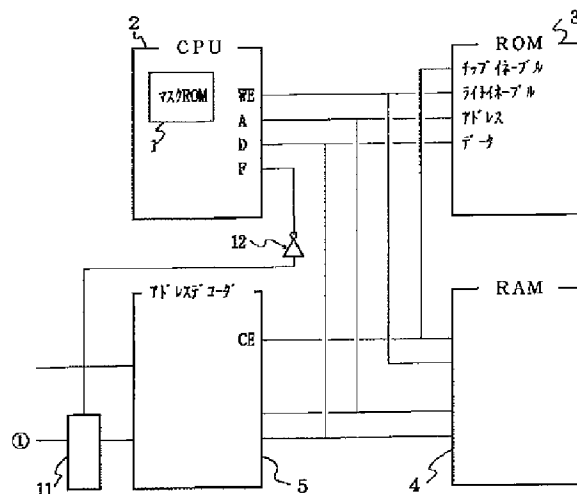 2
CPU
マスクROM
1
WE
A
D
F
3
ROM
チップイネーブル
ライトイネーブル
アドレス
データ
12
アドレスデコーダ
CE
5
RAM
4
①
11